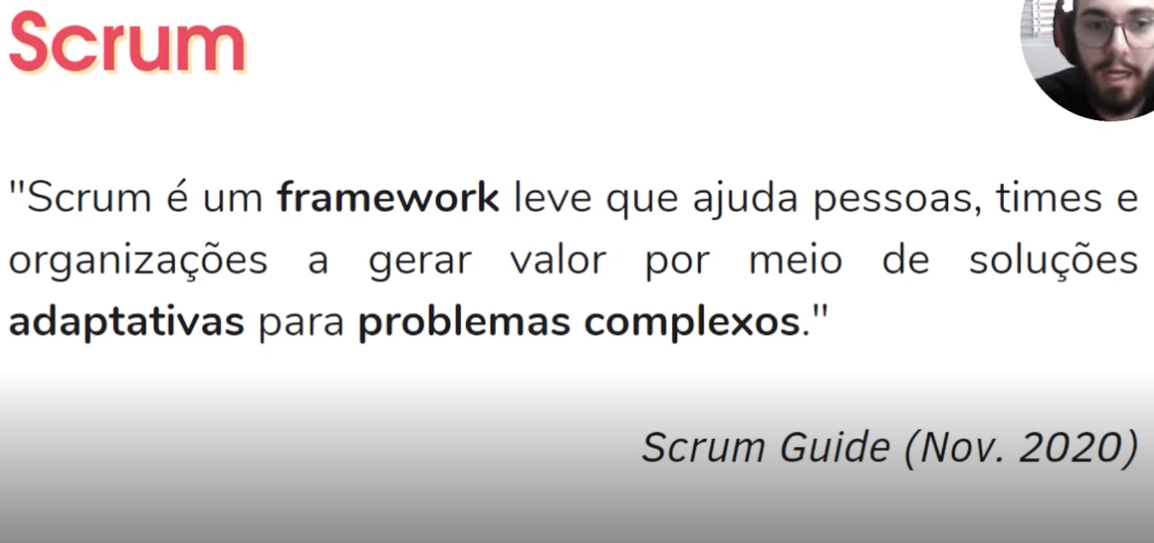 Scrum
"Scrum é um framework leve que ajuda pessoas, times e
organizações a gerar valor por meio de soluções
adaptativas para problemas complexos."
Scrum Guide (Nov. 2020)